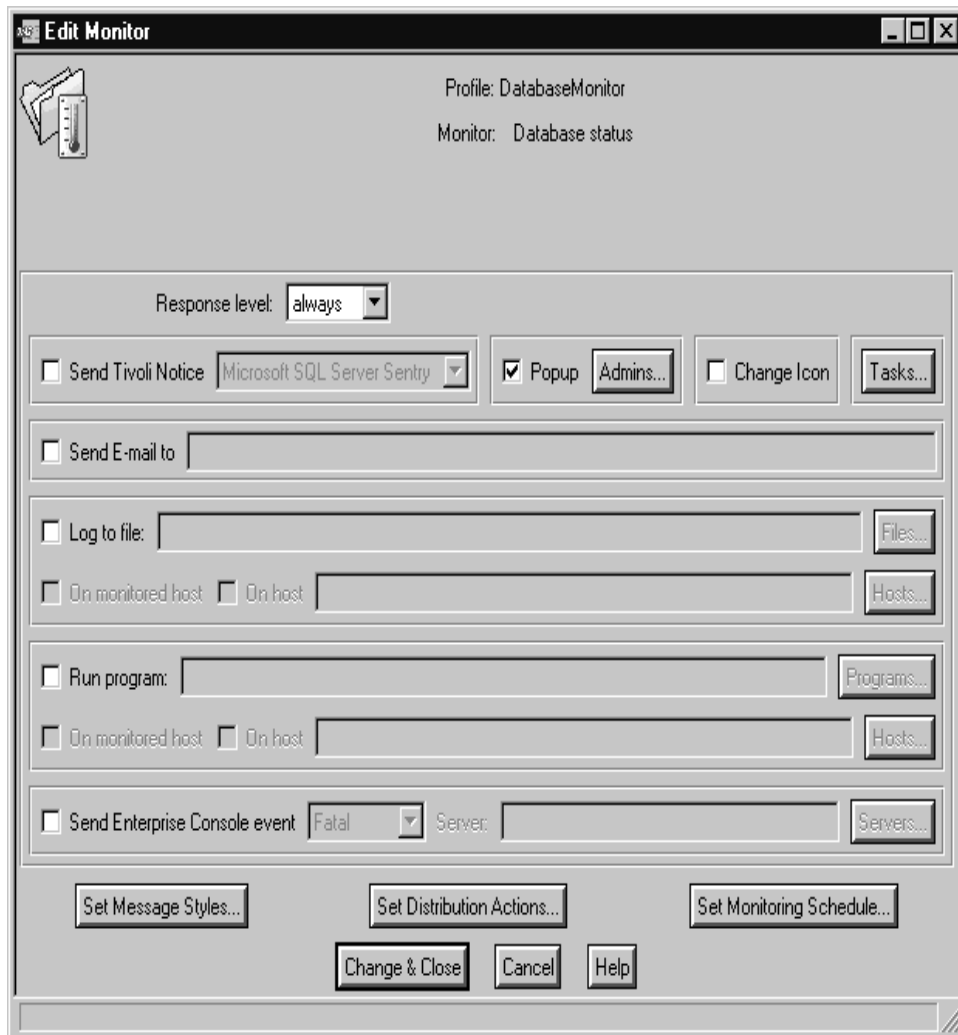 Edit Monitor
Profile: DatabaseMonitor
Monitor: Database status
Response level: always
Send Tivoli Notice Microsoft SQL Server Sentry Popup Admins... Change Icon Tasks...
Send E-mail to
Log to file: Files...
On monitored host On host Hosts...
Run program: Programs...
On monitored host On host Hosts...
Send Enterprise Console event Fatal Server: Servers...
Set Message Styles... Set Distribution Actions... Set Monitoring Schedule...
Change & Close Cancel Help